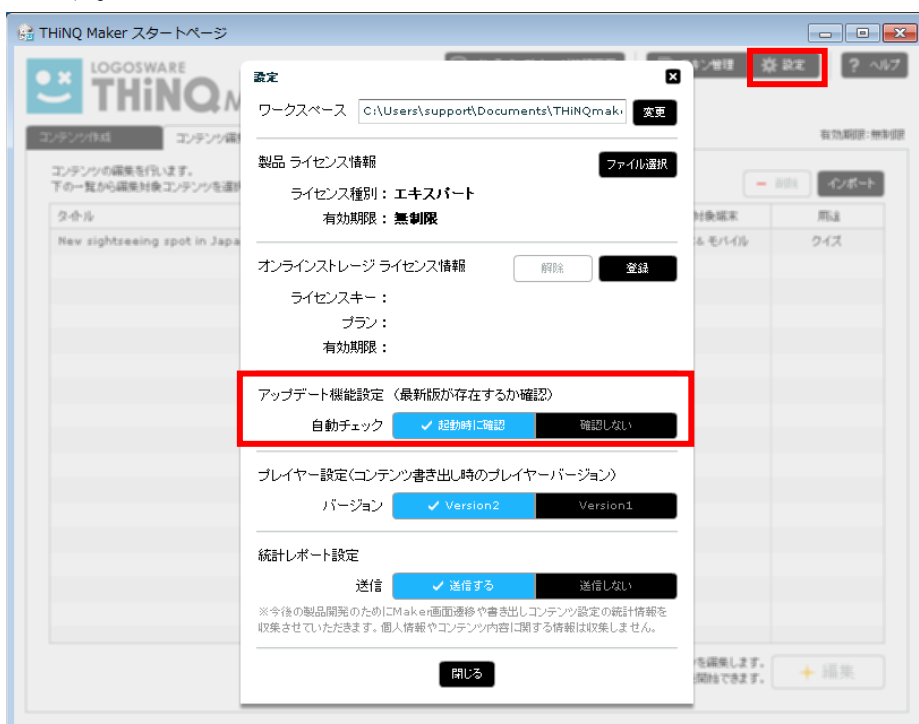 THiNQ Maker スタートページ
キン管理
設定
? ヘルプ
LOGOSWARE
THiNQ
コンテンツ作成
コンテンツ編
有効期限:無制限
コンテンツの編集を行います。
下の一覧から編集対象コンテンツを選択
削除
インポート
タイトル
対象端末
用途
New sightseeing spot in Japa
& モバイル
クイズ
設定
ワークスペース
C:\Users\support\Documents\THiNQmak
変更
製品 ライセンス情報
ファイル選択
ライセンス種別:エキスパート
有効期限:無制限
オンラインストレージ ライセンス情報
解除
登録
ライセンスキー:
プラン:
有効期限:
アップデート機能設定 (最新版が存在するか確認)
自動チェック
✓ 起動時に確認
確認しない
プレイヤー設定(コンテンツ書き出し時のプレイヤーバージョン)
バージョン
✓ Version2
Version1
統計レポート設定
送信
✓ 送信する
送信しない
※今後の製品開発のためにMaker画面遷移や書き出しコンテンツ設定の統計情報を
収集させていただきます。個人情報やコンテンツ内容に関する情報は収集しません。
閉じる
を編集します。
開始できます。
+ 編集